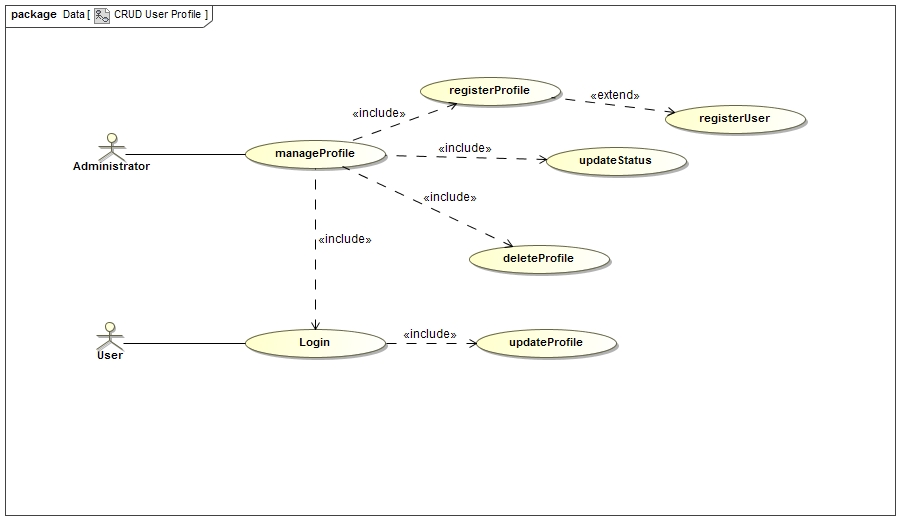 package Data [ CRUD User Profile ]
registerProfile
«extend»
registerUser
«include»
Administrator
manageProfile
«include»
updateStatus
«include»
«include»
deleteProfile
User
Login
«include»
updateProfile